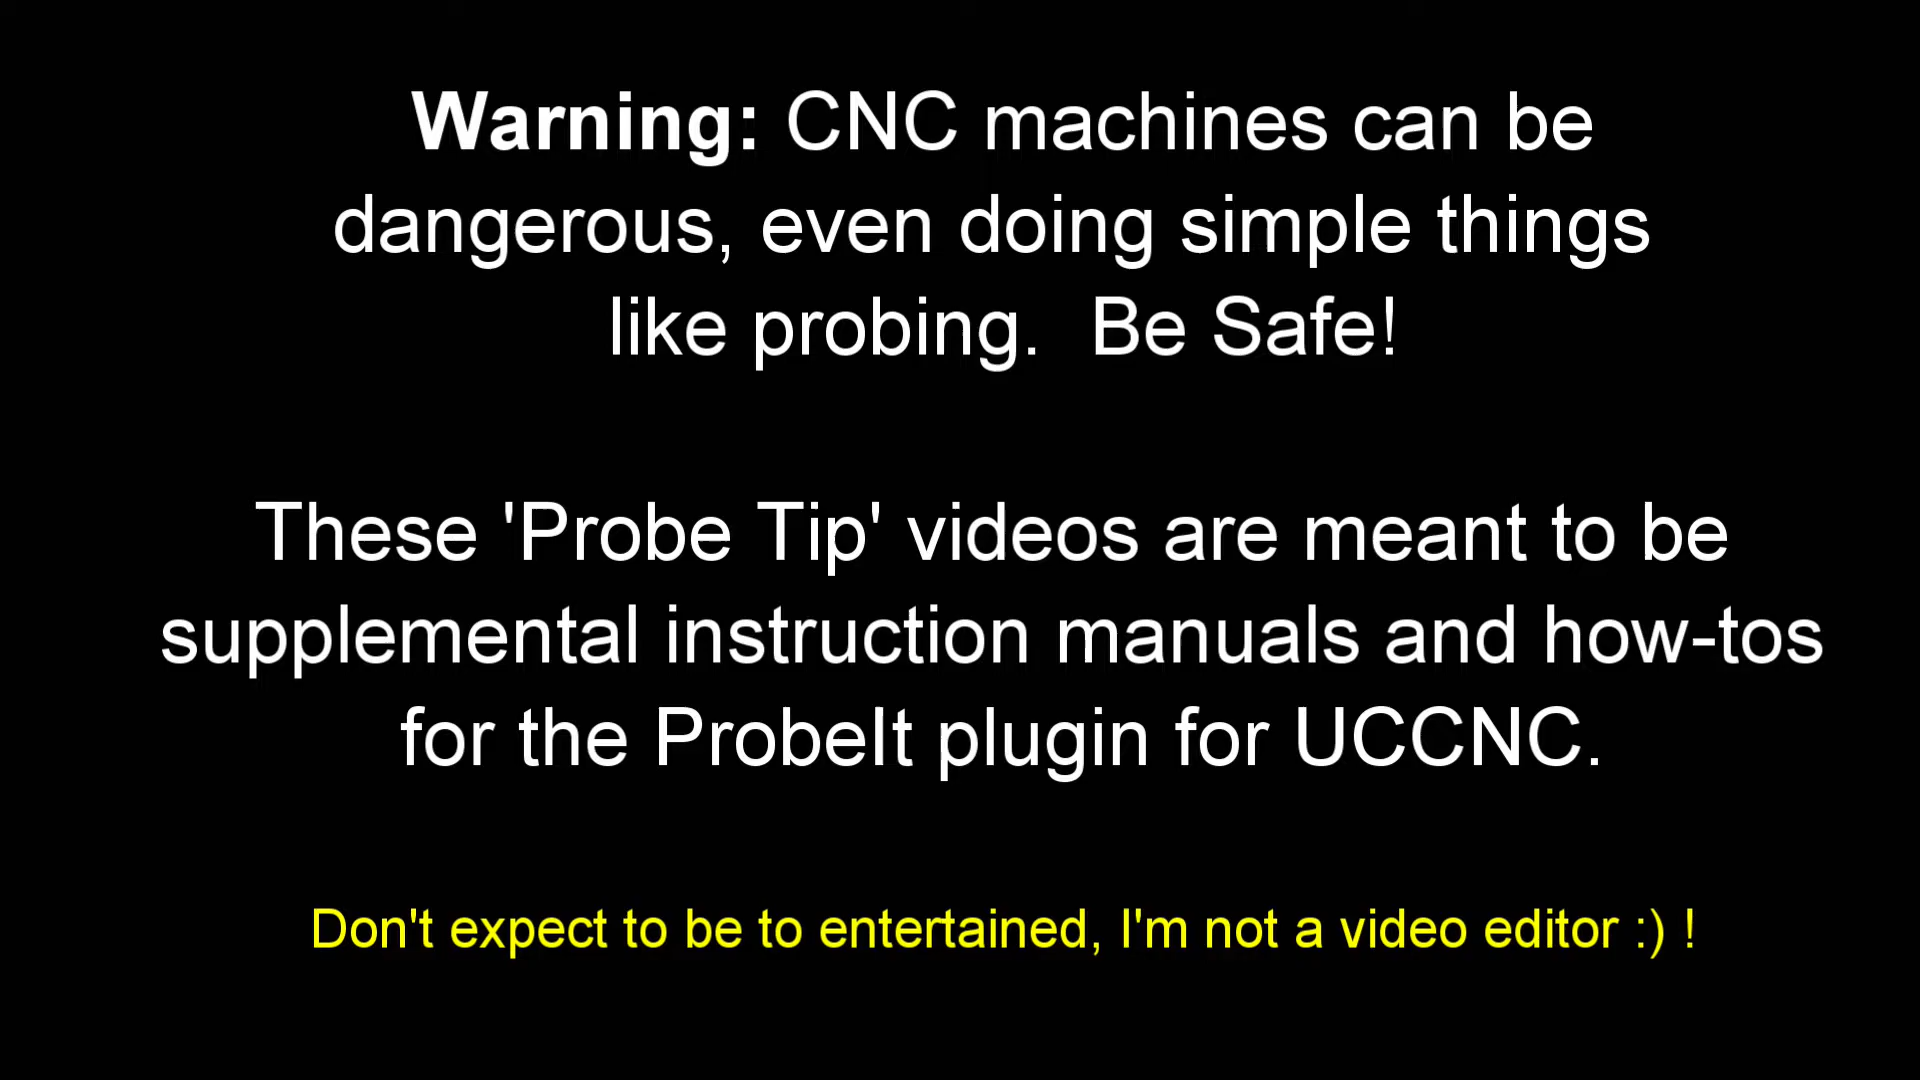 Warning: CNC machines can be
dangerous, even doing simple things
like probing.  Be Safe!
These 'Probe Tip' videos are meant to be
supplemental instruction manuals and how-tos
for the ProbeIt plugin for UCCNC.
Don't expect to be to entertained, I'm not a video editor :) !